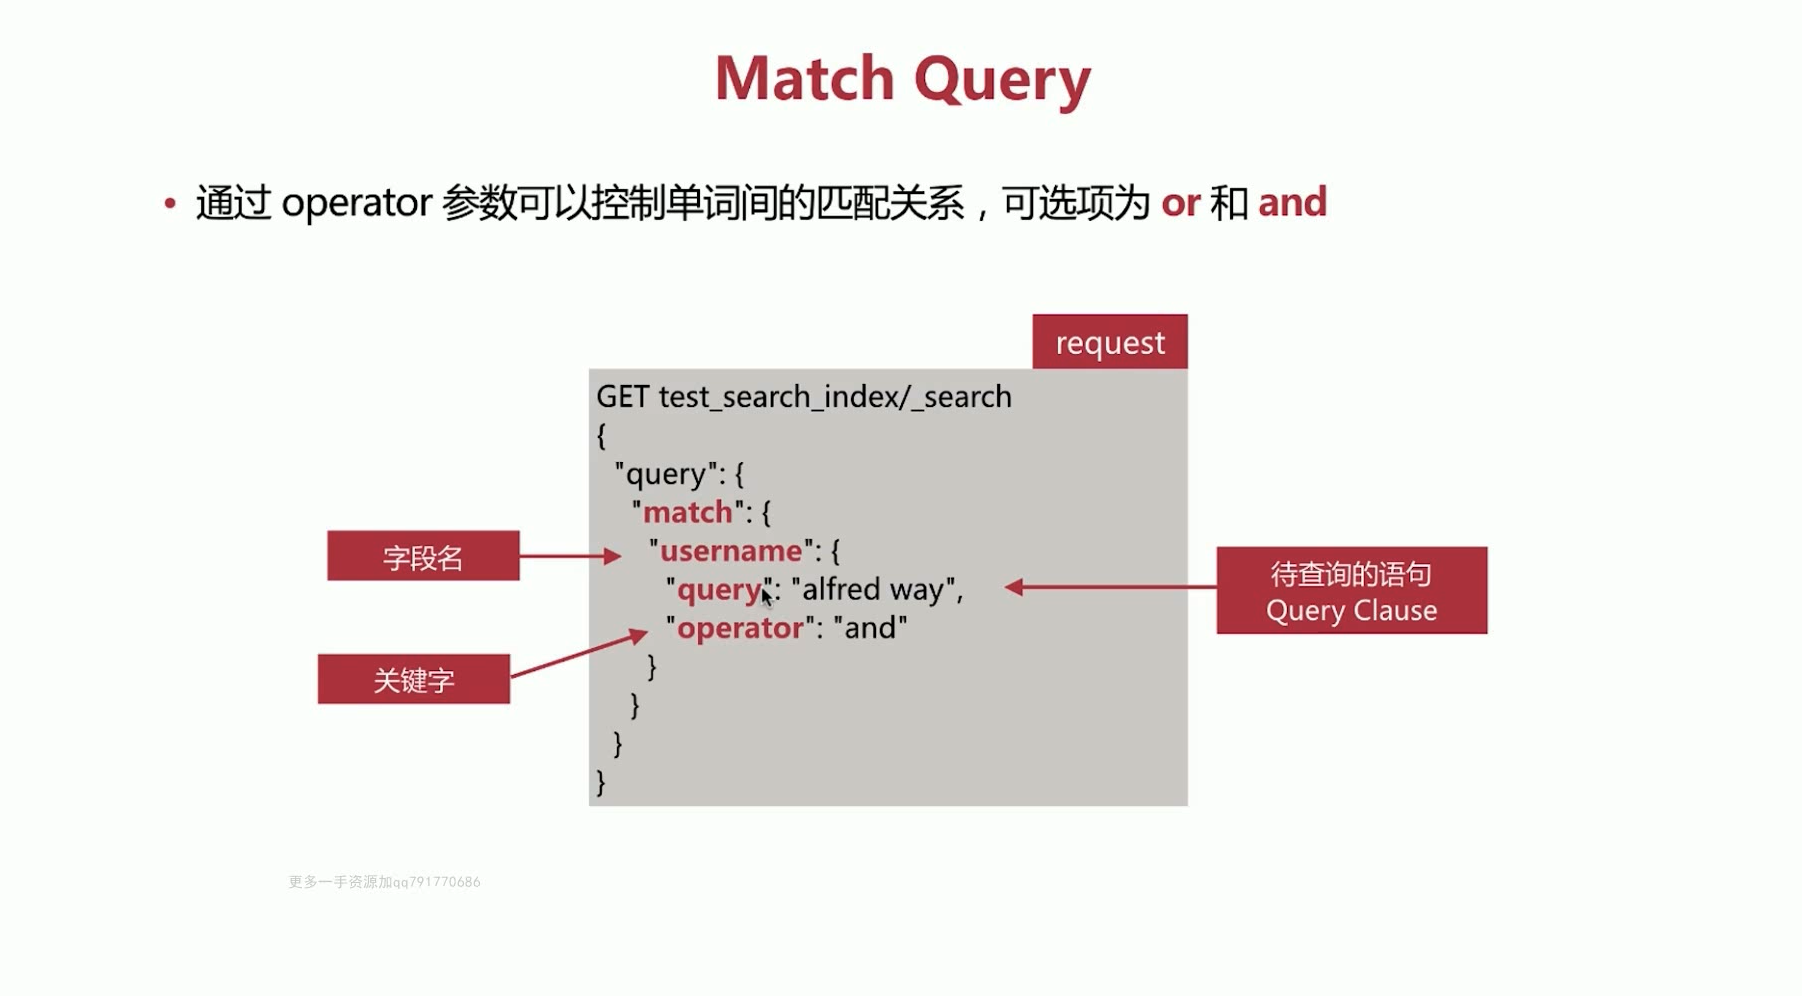 Match Query
• 通过 operator 参数可以控制单词间的匹配关系，可选项为 or 和 and
request
GET test_search_index/_search
{
"query": {
"match": {
字段名
"username": {
"query": "alfred way",
待查询的语句
Query Clause
"operator": "and"
关键字
}
}
}
}
更多一手资源加qq791770686